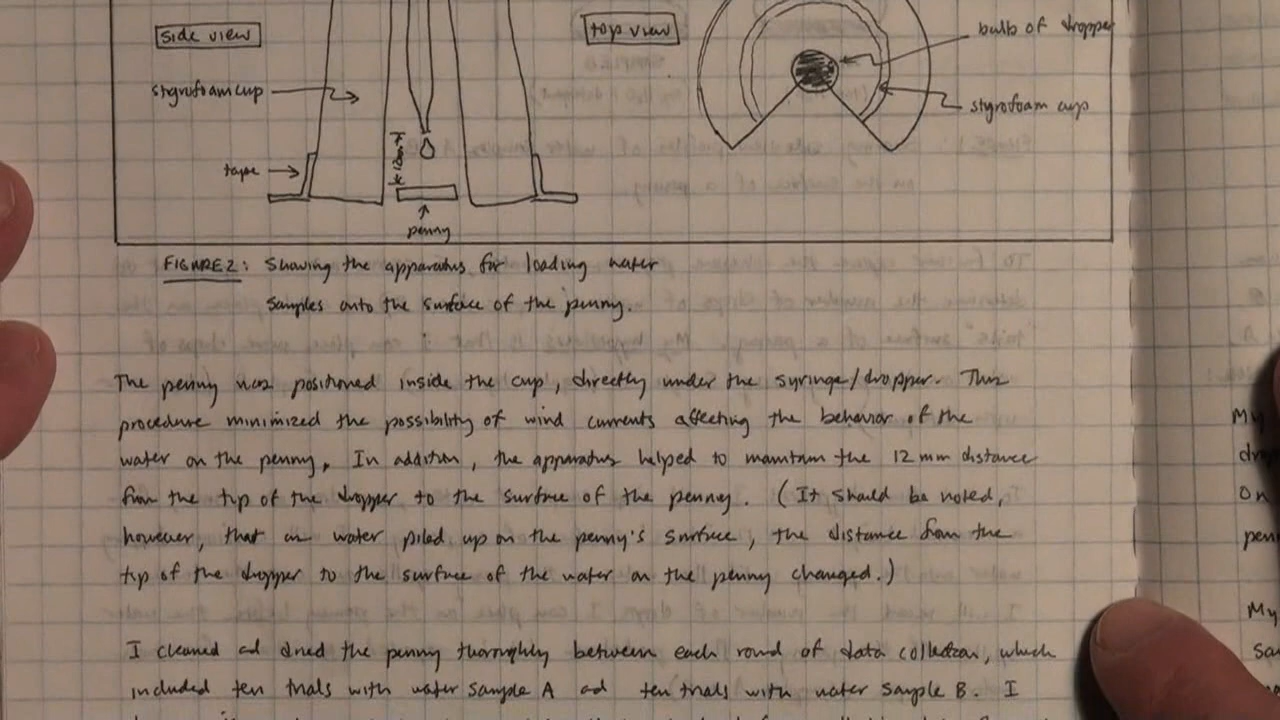 side view
top view
bulb of dropper
styrofoam cup
styrofoam cup
tape
12mm
penny
FIGURE 2: showing the apparatus for loading water
samples onto the surface of the penny.
The penny was positioned inside the cup, directly under the syringe/dropper. This
procedure minimized the possibility of wind currents affecting the behavior of the
water on the penny. In addition, the apparatus helped to maintain the 12 mm distance
from the tip of the dropper to the surface of the penny. (It should be noted,
however, that as water piled up on the penny's surface, the distance from the
tip of the dropper to the surface of the water on the penny changed.)
I cleaned and dried the penny thoroughly between each round of data collection, which
included ten trials with water sample A and ten trials with water sample B. I
My
on
My